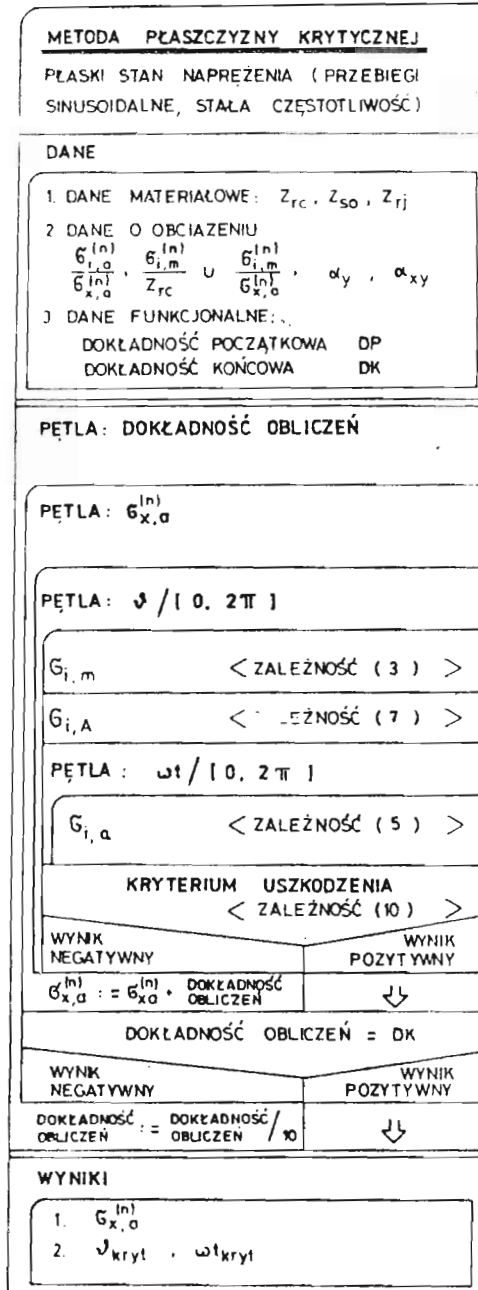 METODA PŁASZCZYZNY KRYTYCZNEJ
PŁASKI STAN NAPRĘŻENIA (PRZEBIEGI
SINUSOIDALNE, STAŁA CZĘSTOTLIWOŚĆ)
DANE
1. DANE MATERIAŁOWE: Z_rc, Z_so, Z_rj
2 DANE O OBCIAZENIU
σ_i,a^(n) / σ_x,a^(n), σ_i,m^(n) / Z_rc ∪ σ_i,m^(n) / σ_x,a^(n), α_y, α_xy
3 DANE FUNKCJONALNE:
DOKŁADNOŚĆ POCZĄTKOWA DP
DOKŁADNOŚĆ KOŃCOWA DK
PĘTLA: DOKŁADNOŚĆ OBLICZEŃ
PĘTLA: σ_x,a^(n)
PĘTLA: ϑ / [ 0, 2π ]
σ_i,m < ZALEŻNOŚĆ ( 3 ) >
σ_i,A < LEŻNOŚĆ ( 7 ) >
PĘTLA : ωt / [ 0, 2π ]
σ_i,a < ZALEŻNOŚĆ ( 5 ) >
KRYTERIUM USZKODZENIA
< ZALEŻNOŚĆ (10) >
WYNIK NEGATYWNY
WYNIK POZYTYWNY
σ_x,a^(n) := σ_xa^(n) + DOKŁADNOŚĆ OBLICZEŃ
⇩
DOKŁADNOŚĆ OBLICZEŃ = DK
WYNIK NEGATYWNY
WYNIK POZYTYWNY
DOKŁADNOŚĆ OBLICZEŃ := DOKŁADNOŚĆ OBLICZEŃ / 10
⇩
WYNIKI
1. σ_x,a^(n)
2. ϑ_kryt, ωt_kryt